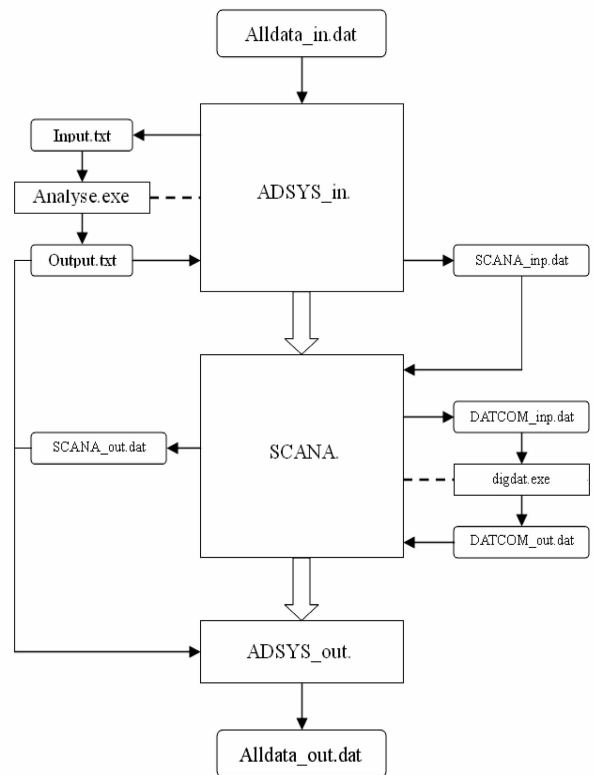 Alldata_in.dat
Input.txt
Analyse.exe
ADSYS_in.
Output.txt
SCANA_inp.dat
SCANA_out.dat
SCANA.
DATCOM_inp.dat
digdat.exe
DATCOM_out.dat
ADSYS_out.
Alldata_out.dat